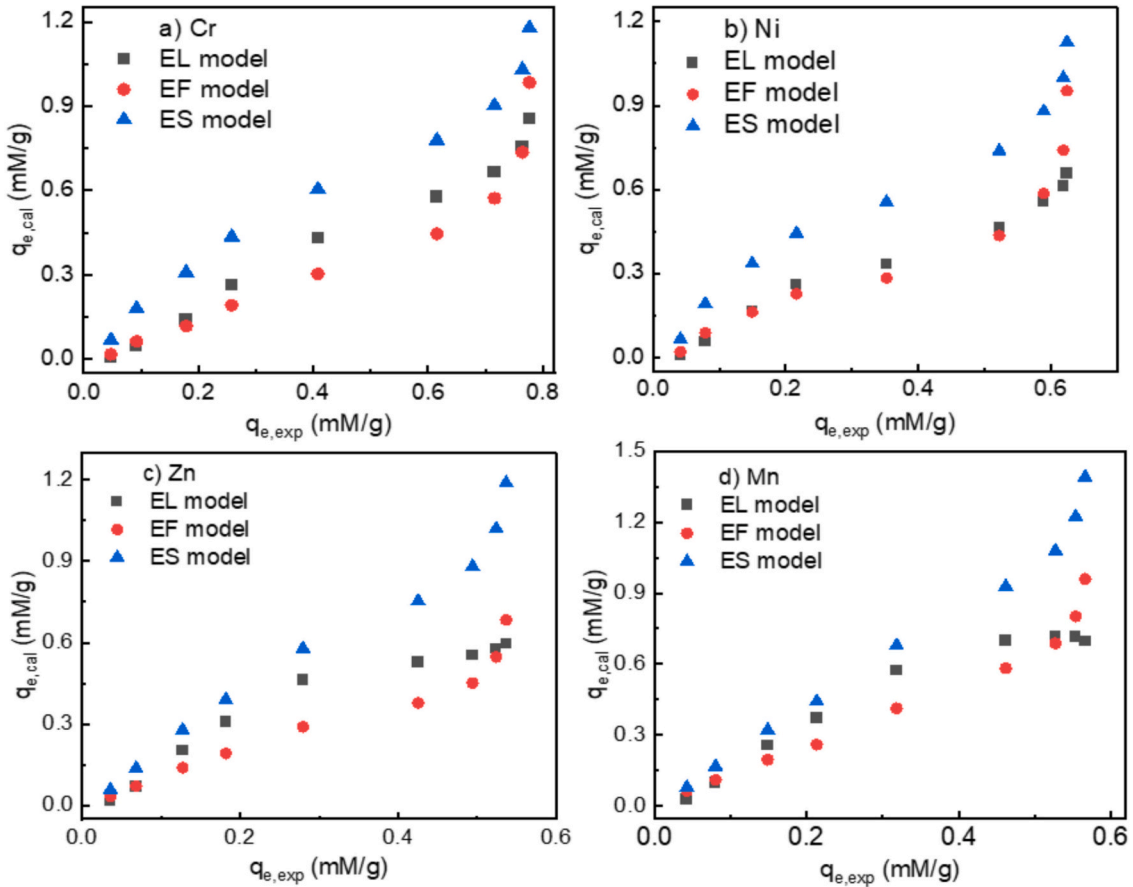 a) Cr
EL model
EF model
ES model
q_e,cal (mM/g)
1.2
0.9
0.6
0.3
0.0
0.0 0.2 0.4 0.6 0.8
q_e,exp (mM/g)
b) Ni
EL model
EF model
ES model
q_e,cal (mM/g)
1.2
0.9
0.6
0.3
0.0
0.0 0.2 0.4 0.6
q_e,exp (mM/g)
c) Zn
EL model
EF model
ES model
q_e,cal (mM/g)
1.2
0.9
0.6
0.3
0.0
0.0 0.2 0.4 0.6
q_e,exp (mM/g)
d) Mn
EL model
EF model
ES model
q_e,cal (mM/g)
1.5
1.2
0.9
0.6
0.3
0.0
0.0 0.2 0.4 0.6
q_e,exp (mM/g)